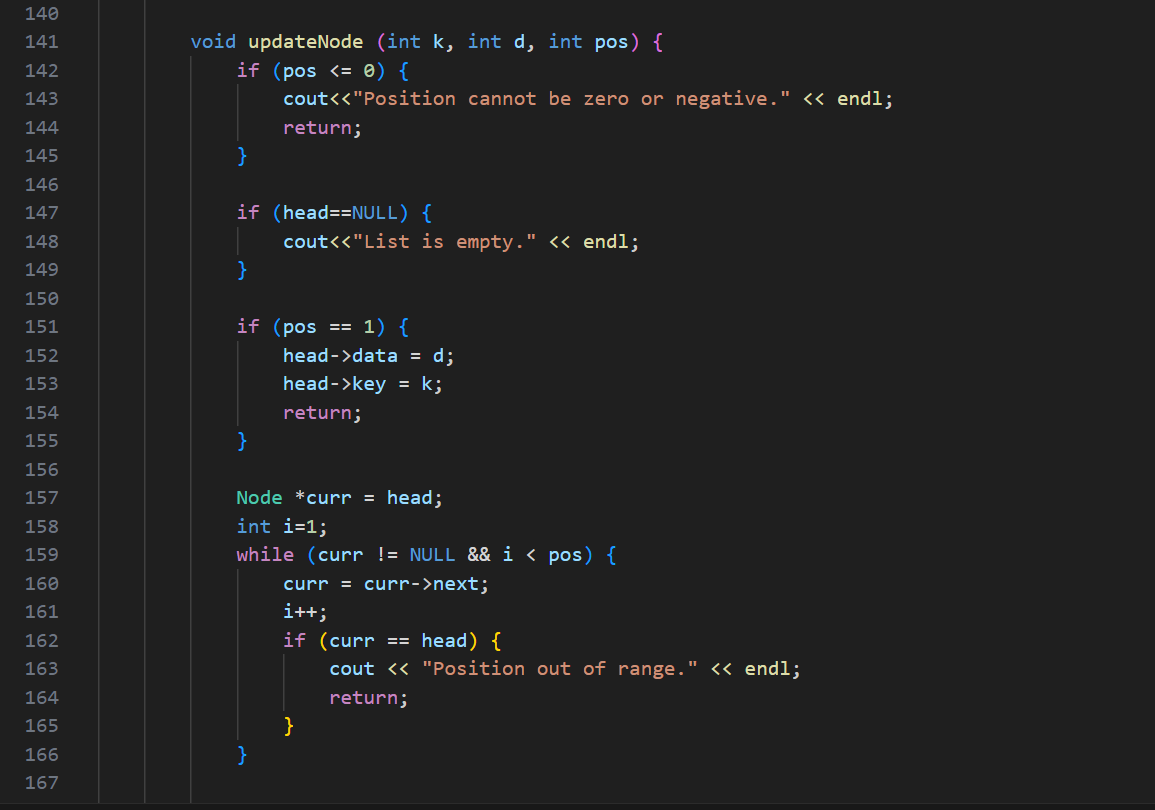 140
141 void updateNode (int k, int d, int pos) {
142 if (pos <= 0) {
143 cout<<"Position cannot be zero or negative." << endl;
144 return;
145 }
146
147 if (head==NULL) {
148 cout<<"List is empty." << endl;
149 }
150
151 if (pos == 1) {
152 head->data = d;
153 head->key = k;
154 return;
155 }
156
157 Node *curr = head;
158 int i=1;
159 while (curr != NULL && i < pos) {
160 curr = curr->next;
161 i++;
162 if (curr == head) {
163 cout << "Position out of range." << endl;
164 return;
165 }
166 }
167